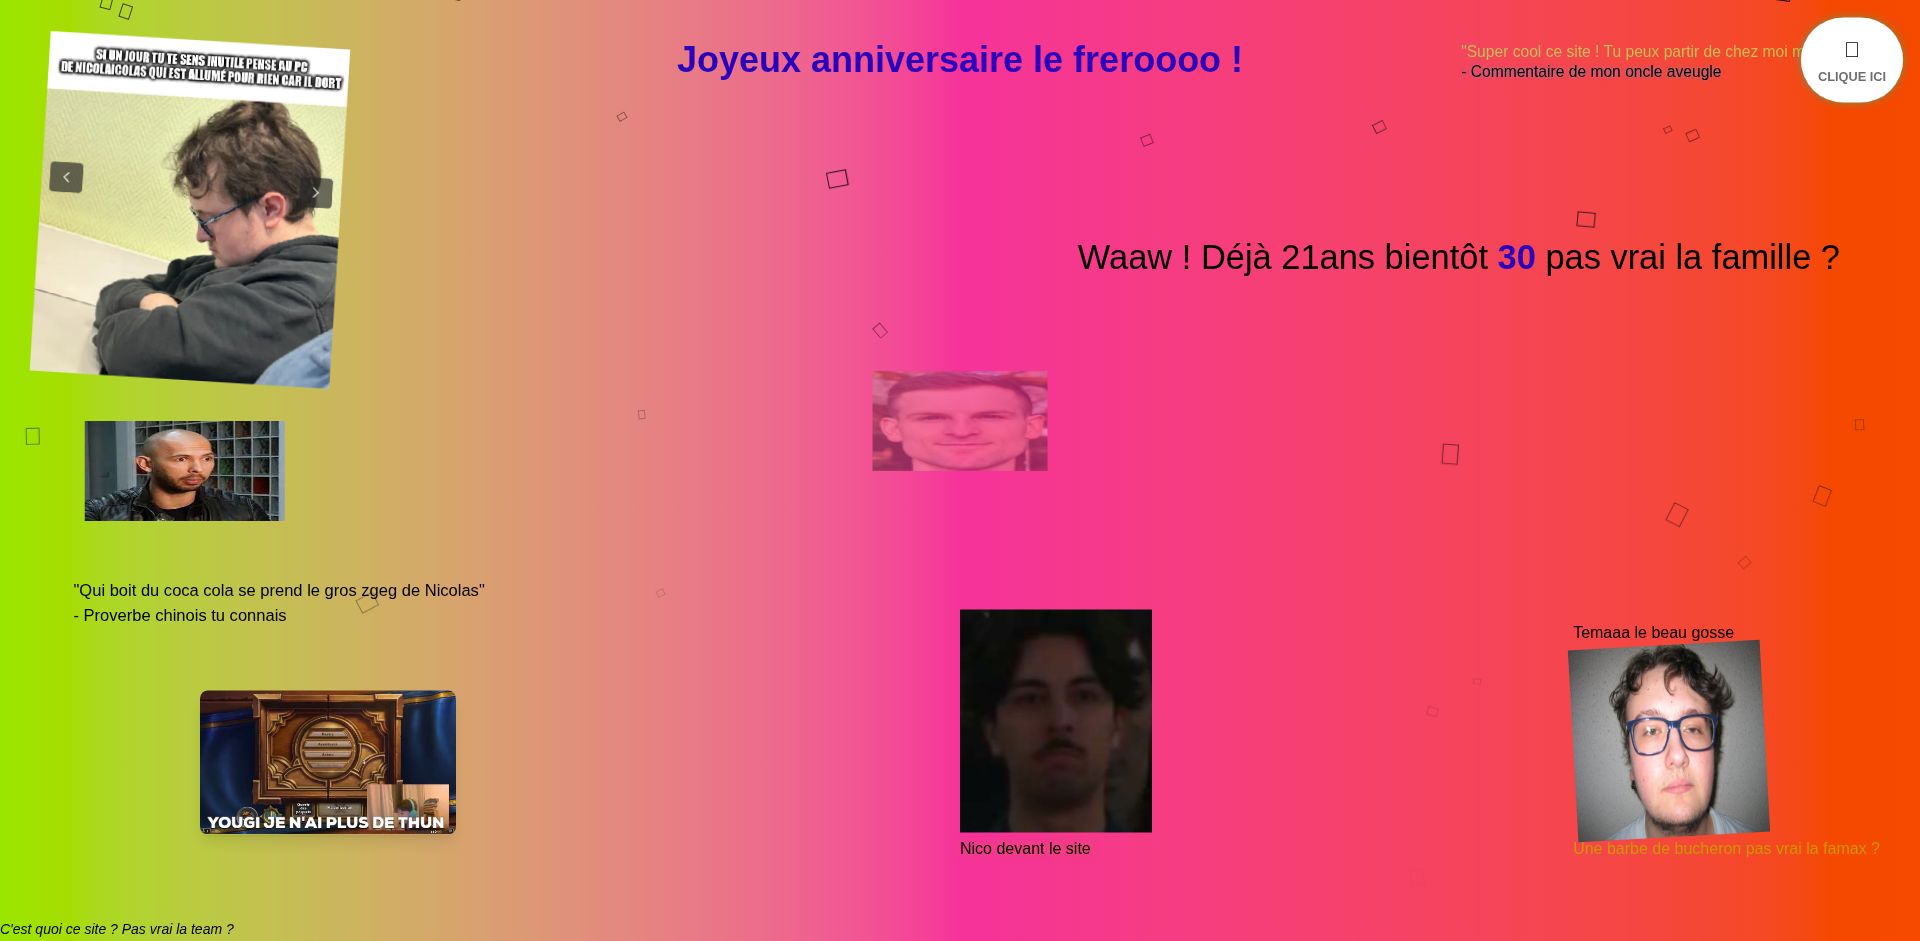 SI UN JOUR TU TE SENS INUTILE PENSE AU PC
DE NICOLAICOLAS QUI EST ALLUMÉ POUR RIEN CAR IL DORT
Joyeux anniversaire le freroooo !
"Super cool ce site ! Tu peux partir de chez moi
- Commentaire de mon oncle aveugle
CLIQUE ICI
Waaw ! Déjà 21ans bientôt 30 pas vrai la famille ?
"Qui boit du coca cola se prend le gros zgeg de Nicolas"
- Proverbe chinois tu connais
YOUGI JE N'AI PLUS DE THUN
Nico devant le site
Temaaa le beau gosse
Une barbe de bucheron pas vrai la famax ?
C'est quoi ce site ? Pas vrai la team ?